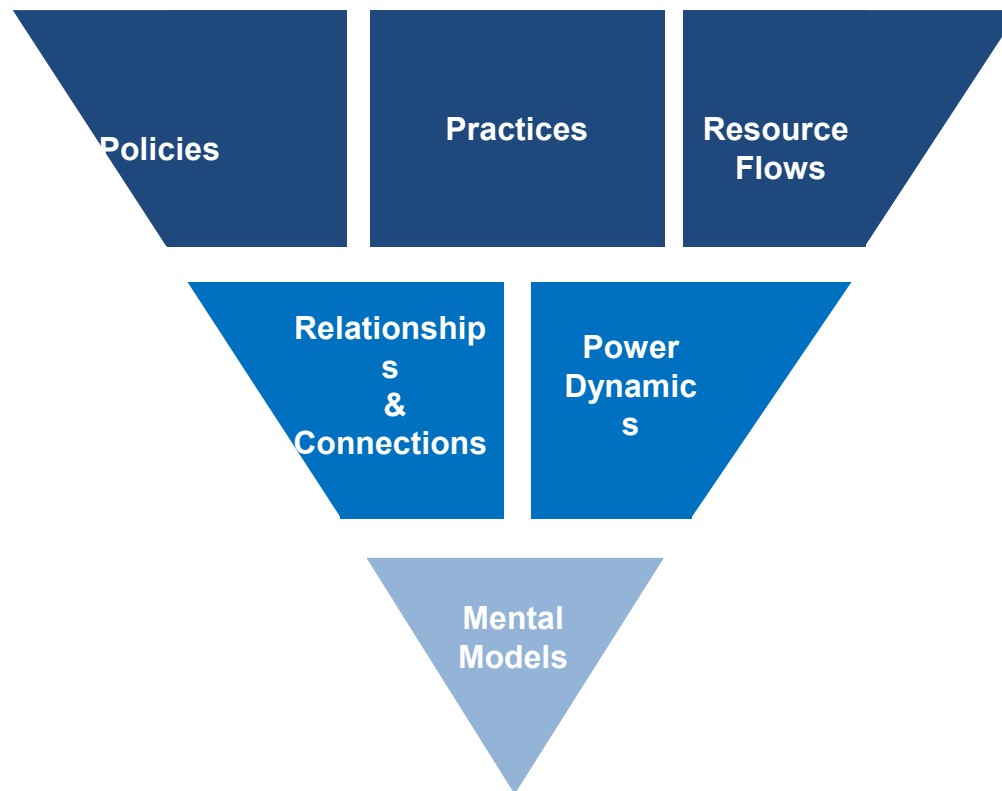 Policies
Practices
Resource
Flows
Relationship
s
&
Connections
Power
Dynamic
s
Mental
Models